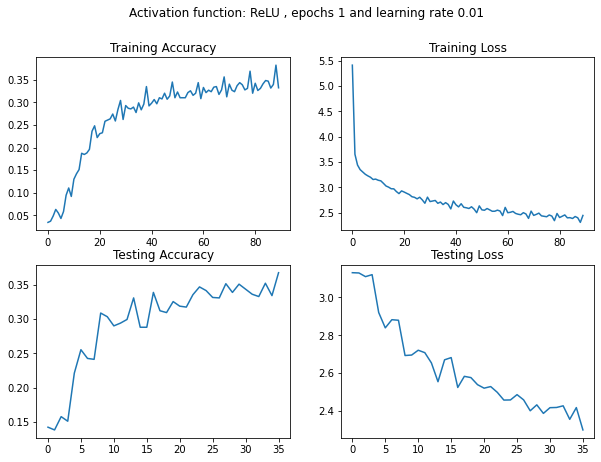 Activation function: ReLU , epochs 1 and learning rate 0.01
Training Accuracy
0.35
0.30
0.25
0.20
0.15
0.10
0.05
0 20 40 60 80
Training Loss
5.5
5.0
4.5
4.0
3.5
3.0
2.5
0 20 40 60 80
Testing Accuracy
0.35
0.30
0.25
0.20
0.15
0 5 10 15 20 25 30 35
Testing Loss
3.0
2.8
2.6
2.4
0 5 10 15 20 25 30 35